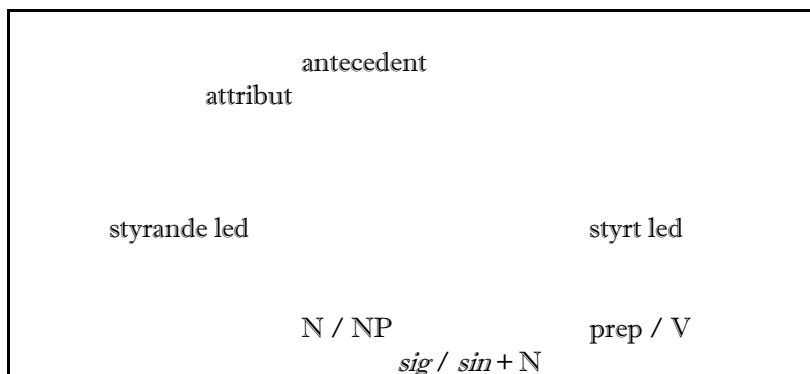 antecedent
attribut
styrande led styrt led
N / NP prep / V
sig / sin + N